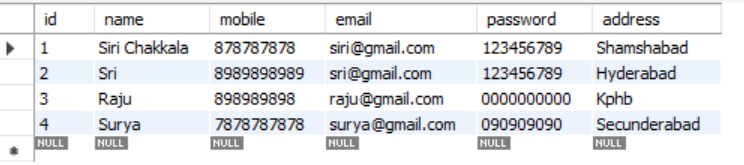 id name mobile email password address
1 Siri Chakkala 878787878 siri@gmail.com 123456789 Shamshabad
2 Sri 8989898989 sri@gmail.com 123456789 Hyderabad
3 Raju 898989898 raju@gmail.com 0000000000 Kphb
4 Surya 7878787878 surya@gmail.com 090909090 Secunderabad
NULL NULL NULL NULL NULL NULL